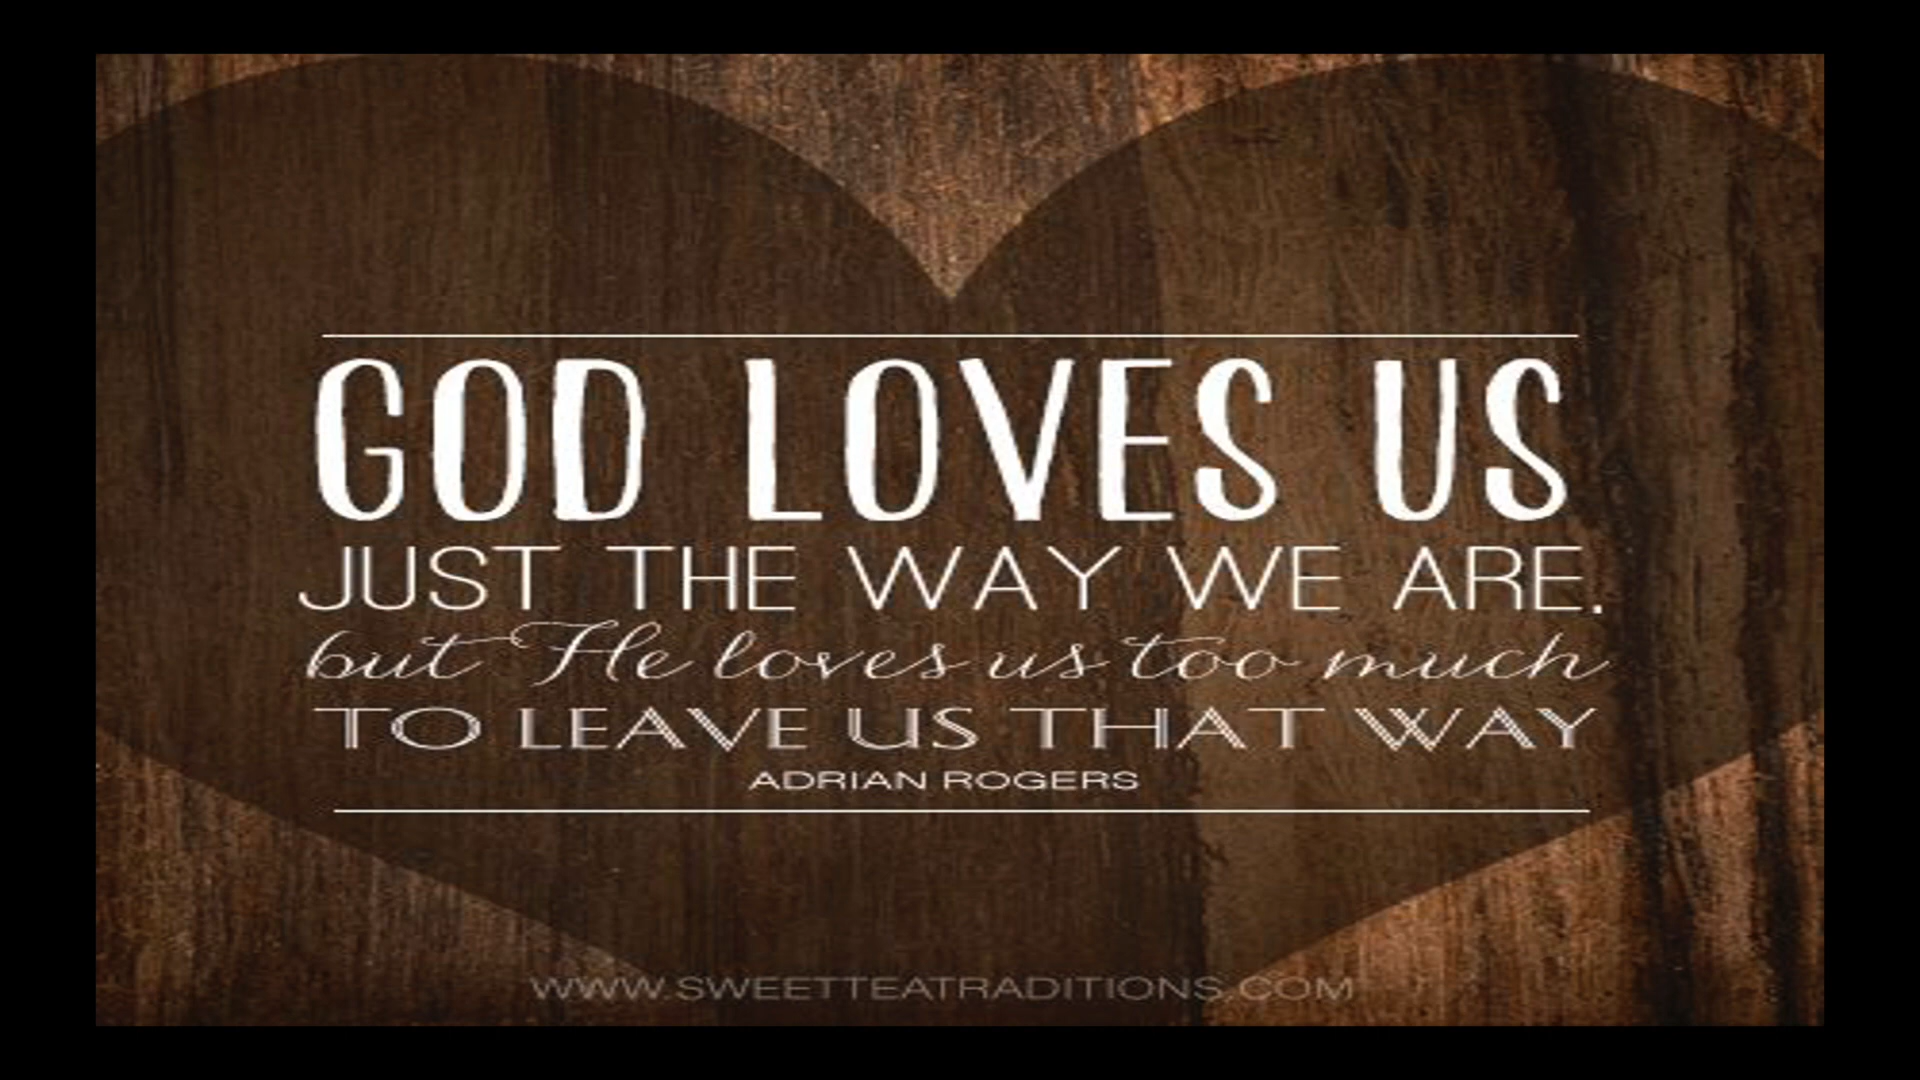 GOD LOVES US
JUST THE WAY WE ARE.
but He loves us too much
TO LEAVE US THAT WAY
ADRIAN ROGERS
WWW.SWEETTEATRADITIONS.COM